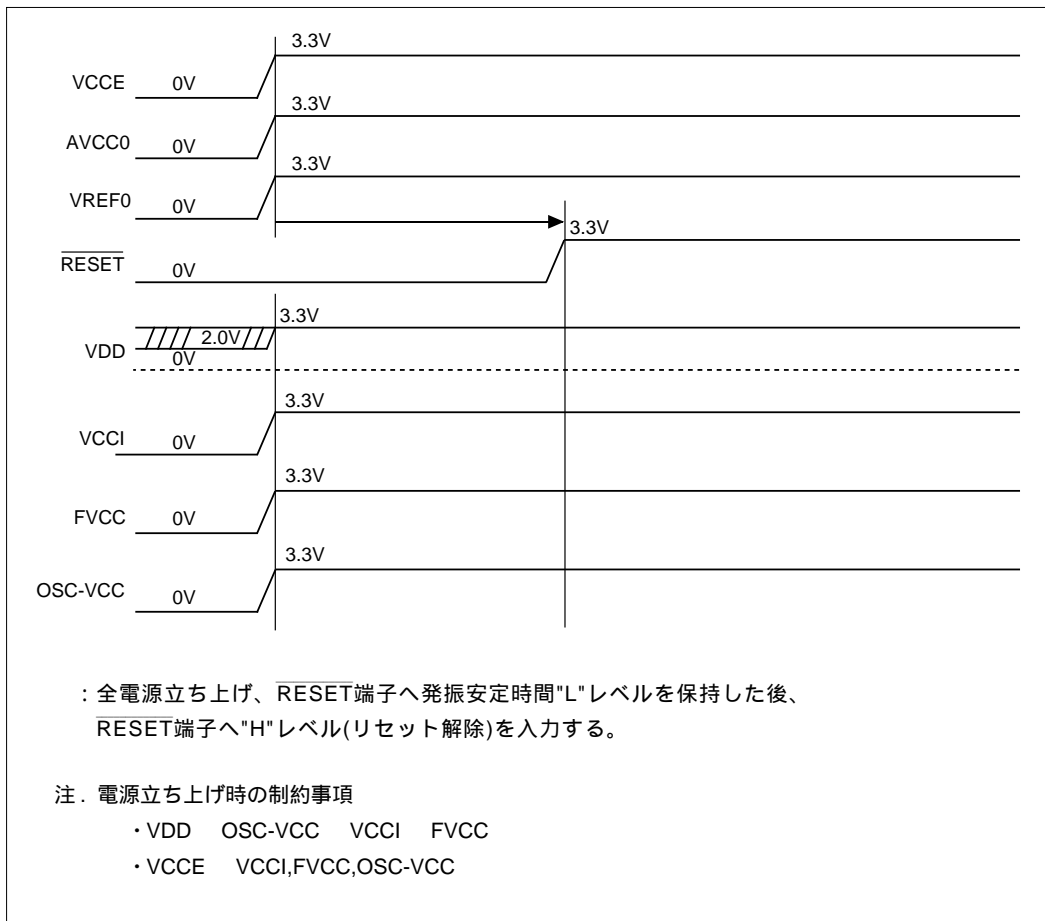 3.3V
VCCE 0V
3.3V
AVCC0 0V
3.3V
VREF0 0V
3.3V
RESET 0V
3.3V
2.0V
VDD 0V
3.3V
VCCI 0V
3.3V
FVCC 0V
3.3V
OSC-VCC 0V
:全電源立ち上げ、RESET端子へ発振安定時間"L"レベルを保持した後、
RESET端子へ"H"レベル(リセット解除)を入力する。
注. 電源立ち上げ時の制約事項
・VDD OSC-VCC VCCI FVCC
・VCCE VCCI,FVCC,OSC-VCC